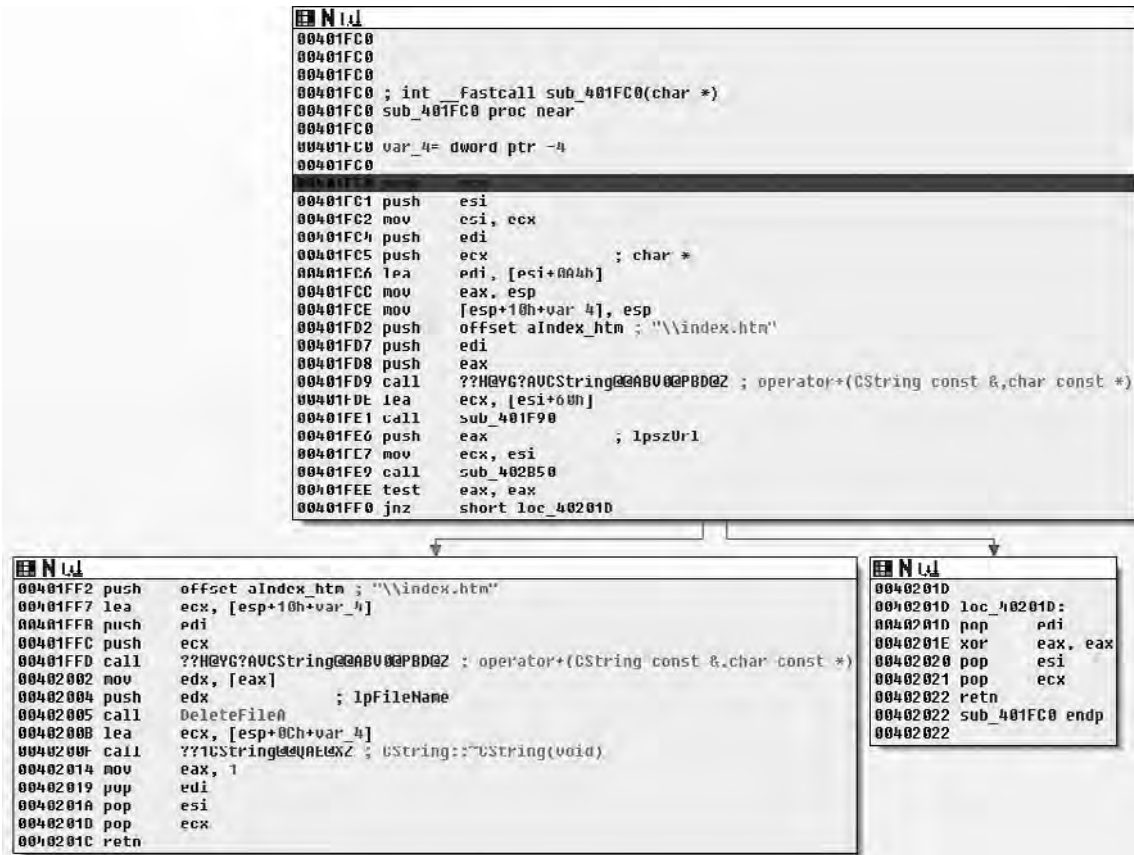 00401FC0
00401FC0
00401FC0
00401FC0 ; int __fastcall sub_401FC0(char *)
00401FC0 sub_401FC0 proc near
00401FC0
00401FC0 var_4= dword ptr -4
00401FC0
00401FC1 push esi
00401FC2 mov esi, ecx
00401FC4 push edi
00401FC5 push ecx ; char *
00401FC6 lea edi, [esi+0A4h]
00401FCC mov eax, esp
00401FCE mov [esp+10h+var_4], esp
00401FD2 push offset aIndex_htm ; "\\index.htm"
00401FD7 push edi
00401FD8 push eax
00401FD9 call ??H@YG?AVCString@@ABV0@PBD@Z ; operator+(CString const &,char const *)
00401FDE lea ecx, [esi+60h]
00401FE1 call sub_401F90
00401FE6 push eax ; lpszUrl
00401FE7 mov ecx, esi
00401FE9 call sub_402B50
00401FEE test eax, eax
00401FF0 jnz short loc_40201D
00401FF2 push offset aIndex_htm ; "\\index.htm"
00401FF7 lea ecx, [esp+10h+var_4]
00401FFB push edi
00401FFC push ecx
00401FFD call ??H@YG?AVCString@@ABV0@PBD@Z ; operator+(CString const &,char const *)
00402002 mov edx, [eax]
00402004 push edx ; lpFileName
00402005 call DeleteFileA
0040200B lea ecx, [esp+0Ch+var_4]
0040200F call ??1CString@@QAE@XZ ; CString::~CString(void)
00402014 mov eax, 1
00402019 pop edi
0040201A pop esi
0040201B pop ecx
0040201C retn
0040201D
0040201D loc_40201D:
0040201D pop edi
0040201E xor eax, eax
00402020 pop esi
00402021 pop ecx
00402022 retn
00402022 sub_401FC0 endp
00402022